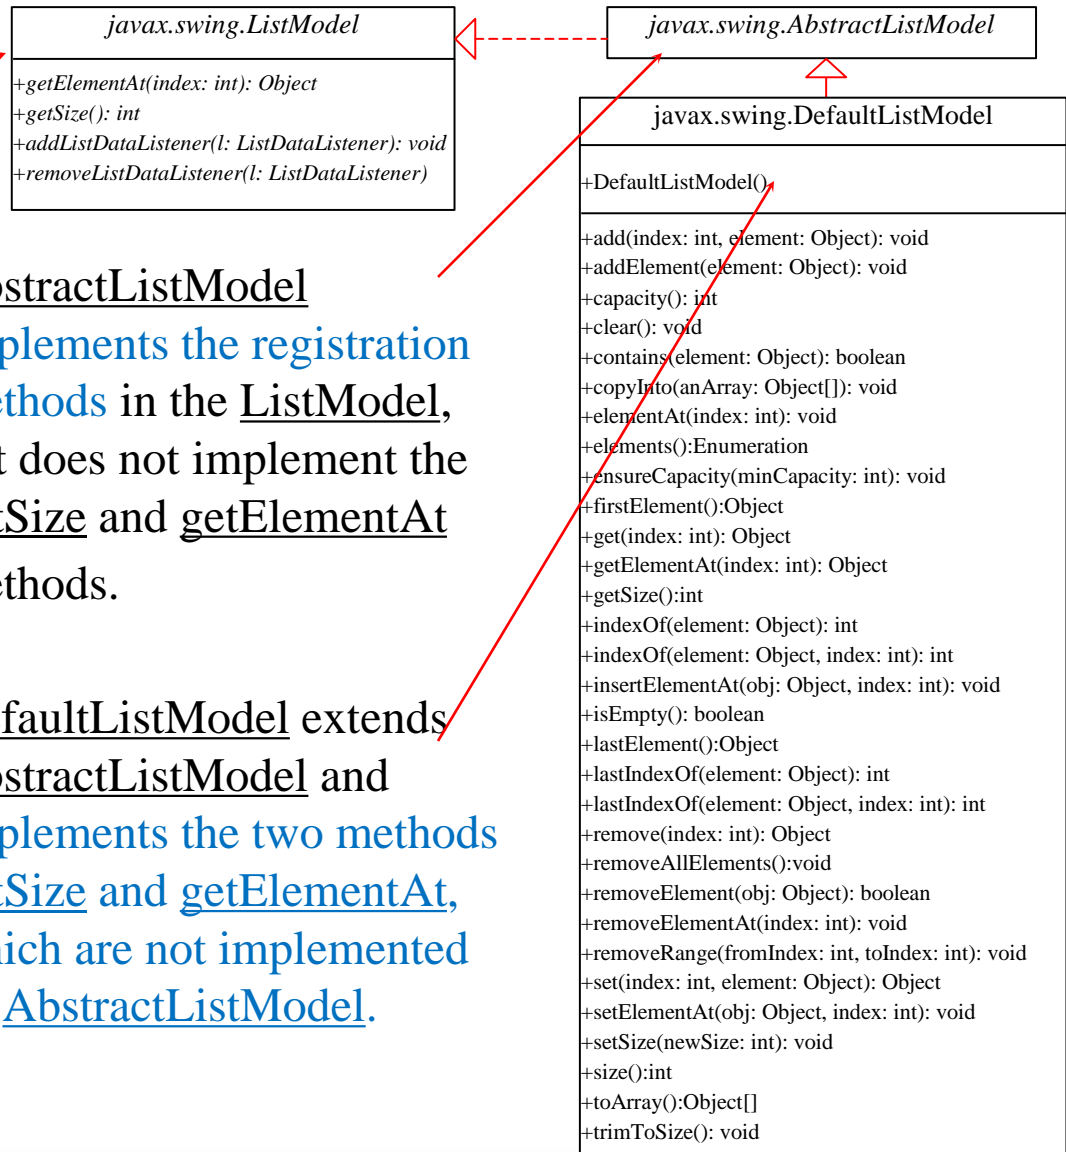 javax.swing.ListModel
+getElementAt(index: int): Object
+getSize(): int
+addListDataListener(l: ListDataListener): void
+removeListDataListener(l: ListDataListener)
javax.swing.AbstractListModel
javax.swing.DefaultListModel
+DefaultListModel()
+add(index: int, element: Object): void
+addElement(element: Object): void
+capacity(): int
+clear(): void
+contains(element: Object): boolean
+copyInto(anArray: Object[]): void
+elementAt(index: int): void
+elements():Enumeration
+ensureCapacity(minCapacity: int): void
+firstElement():Object
+get(index: int): Object
+getElementAt(index: int): Object
+getSize():int
+indexOf(element: Object): int
+indexOf(element: Object, index: int): int
+insertElementAt(obj: Object, index: int): void
+isEmpty(): boolean
+lastElement():Object
+lastIndexOf(element: Object): int
+lastIndexOf(element: Object, index: int): int
+remove(index: int): Object
+removeAllElements():void
+removeElement(obj: Object): boolean
+removeElementAt(index: int): void
+removeRange(fromIndex: int, toIndex: int): void
+set(index: int, element: Object): Object
+setElementAt(obj: Object, index: int): void
+setSize(newSize: int): void
+size():int
+toArray():Object[]
+trimToSize(): void
stractListModel
plements the registration
ethods in the ListModel,
t does not implement the
tSize and getElementAt
ethods.
faultListModel extends
stractListModel and
plements the two methods
tSize and getElementAt,
ich are not implemented
AbstractListModel.